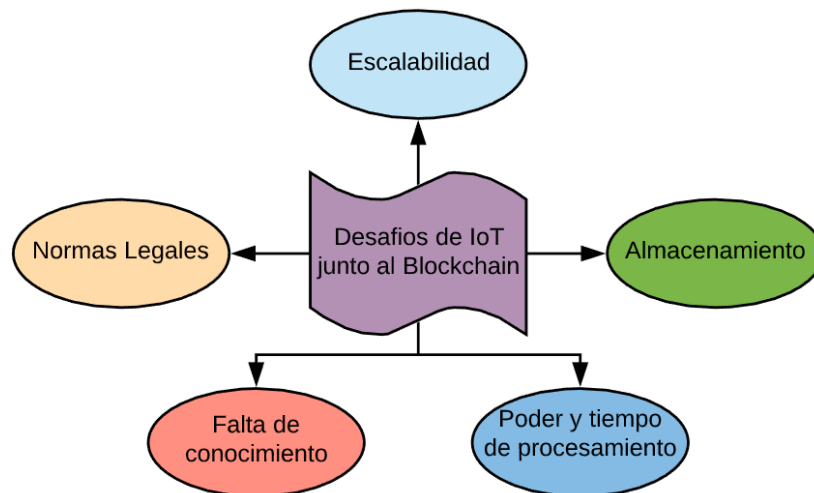 Escalabilidad
Normas Legales
Desafios de IoT
junto al Blockchain
Almacenamiento
Falta de
conocimiento
Poder y tiempo
de procesamiento